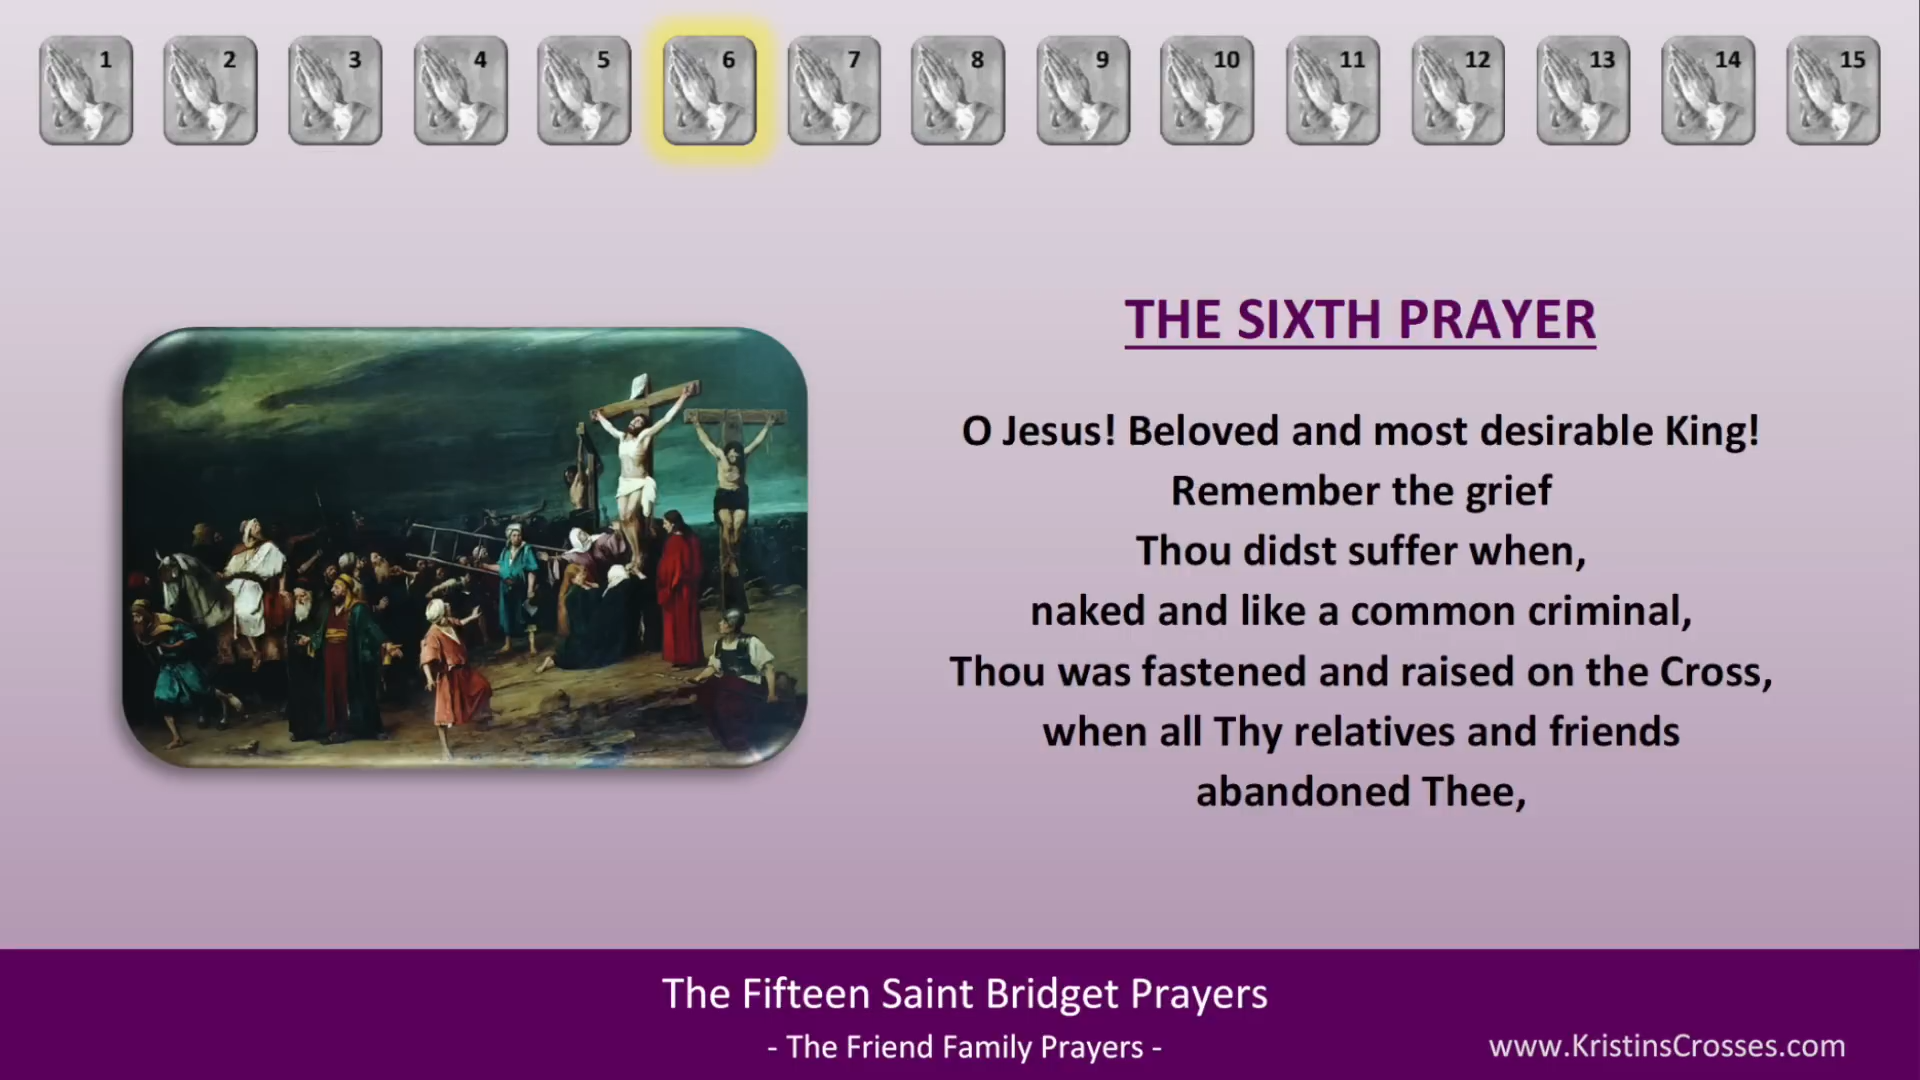 1 2 3 4 5 6 7 8 9 10 11 12 13 14 15
THE SIXTH PRAYER
O Jesus! Beloved and most desirable King!
Remember the grief
Thou didst suffer when,
naked and like a common criminal,
Thou was fastened and raised on the Cross,
when all Thy relatives and friends
abandoned Thee,
The Fifteen Saint Bridget Prayers
- The Friend Family Prayers -
www.KristinsCrosses.com